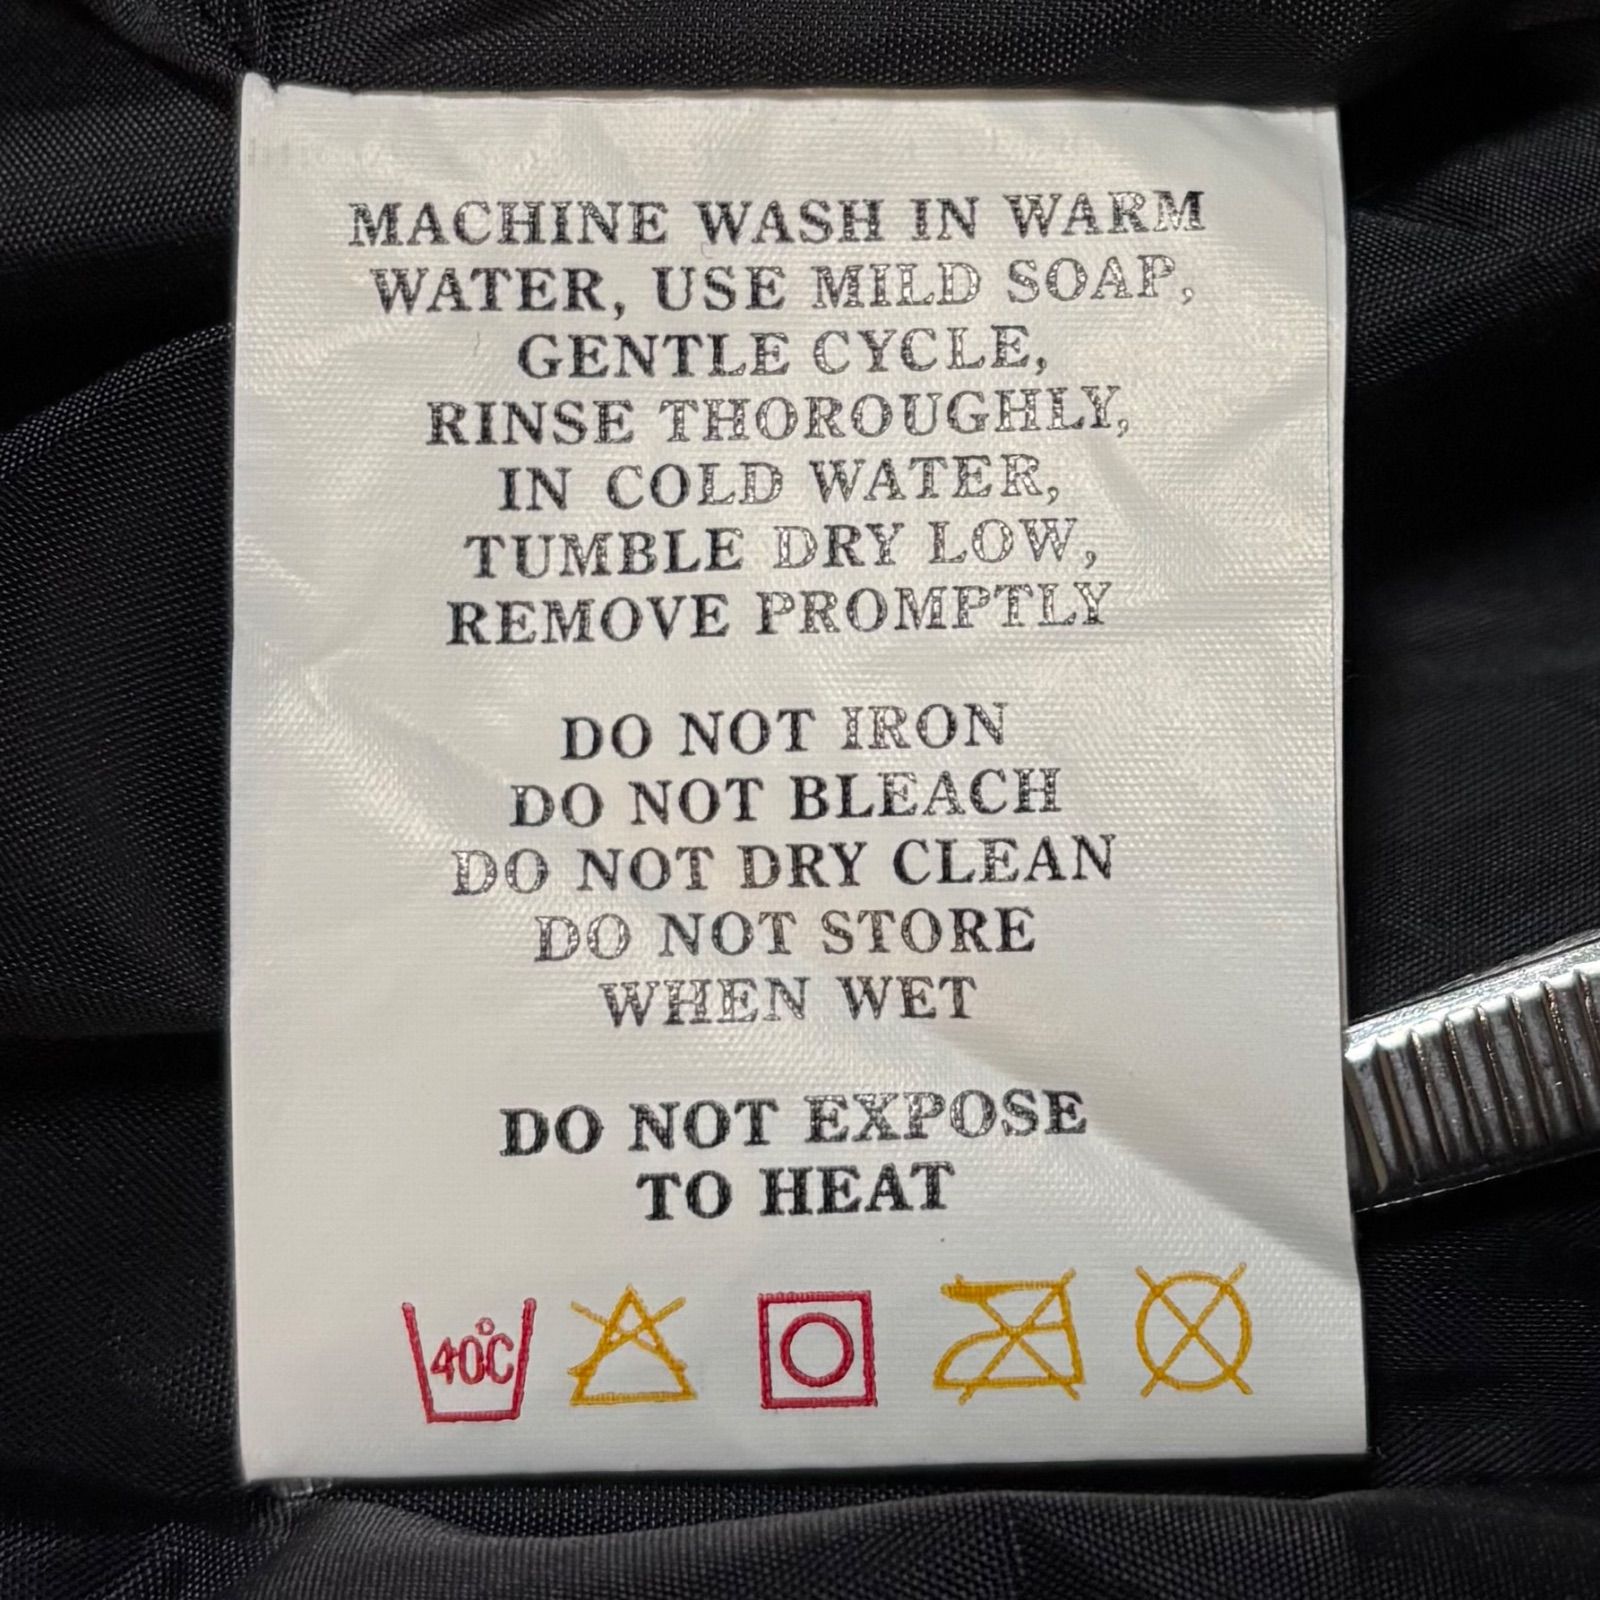 MACHINE WASH IN WARM
WATER, USE MILD SOAP,
GENTLE CYCLE,
RINSE THOROUGHLY,
IN COLD WATER,
TUMBLE DRY LOW,
REMOVE PROMPTLY
DO NOT IRON
DO NOT BLEACH
DO NOT DRY CLEAN
DO NOT STORE
WHEN WET
DO NOT EXPOSE
TO HEAT
40°C